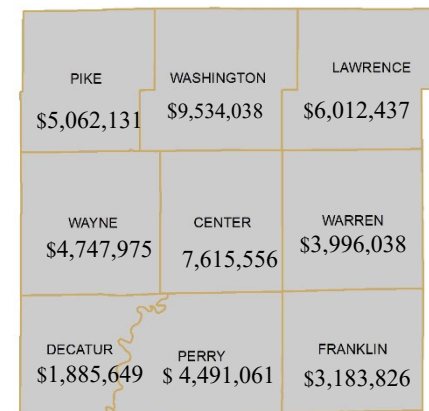 PIKE
$5,062,131
WASHINGTON
$9,534,038
LAWRENCE
$6,012,437
WAYNE
$4,747,975
CENTER
7,615,556
WARREN
$3,996,038
DECATUR
$1,885,649
PERRY
$ 4,491,061
FRANKLIN
$3,183,826